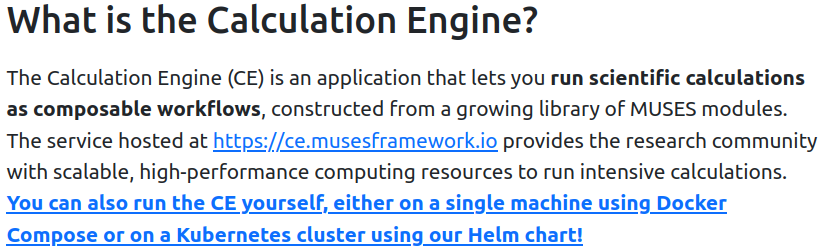 What is the Calculation Engine?
The Calculation Engine (CE) is an application that lets you run scientific calculations
as composable workflows, constructed from a growing library of MUSES modules.
The service hosted at https://ce.musesframework.io provides the research community
with scalable, high-performance computing resources to run intensive calculations.
You can also run the CE yourself, either on a single machine using Docker
Compose or on a Kubernetes cluster using our Helm chart!